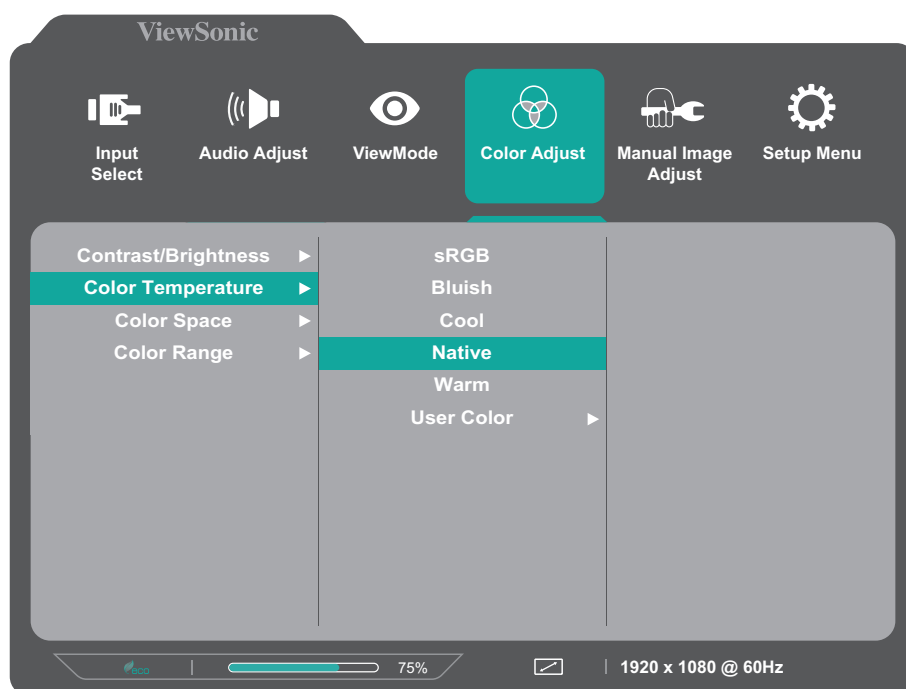 ViewSonic
Input Select
Audio Adjust
ViewMode
Color Adjust
Manual Image Adjust
Setup Menu
Contrast/Brightness
Color Temperature
Color Space
Color Range
sRGB
Bluish
Cool
Native
Warm
User Color
eco
75%
1920 x 1080 @ 60Hz